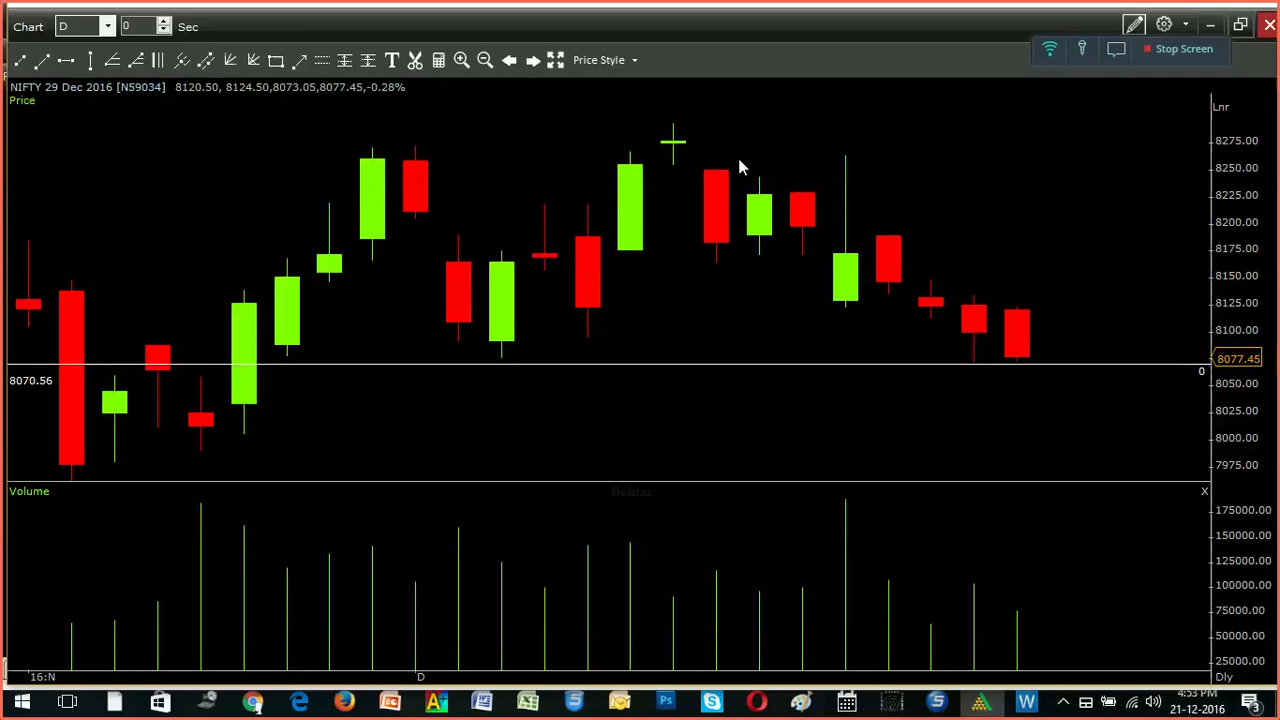 Chart D 0 Sec
Stop Screen
T Price Style
NIFTY 29 Dec 2016 [N59034] 8120.50, 8124.50,8073.05,8077.45,-0.28%
Price
Lnr
8275.00
8250.00
8225.00
8200.00
8175.00
8150.00
8125.00
8100.00
8077.45
0
8070.56
8050.00
8025.00
8000.00
7975.00
Volume
X
175000.00
150000.00
125000.00
100000.00
75000.00
50000.00
25000.00
16:N
D
Dly
4:53 PM
21-12-2016
3